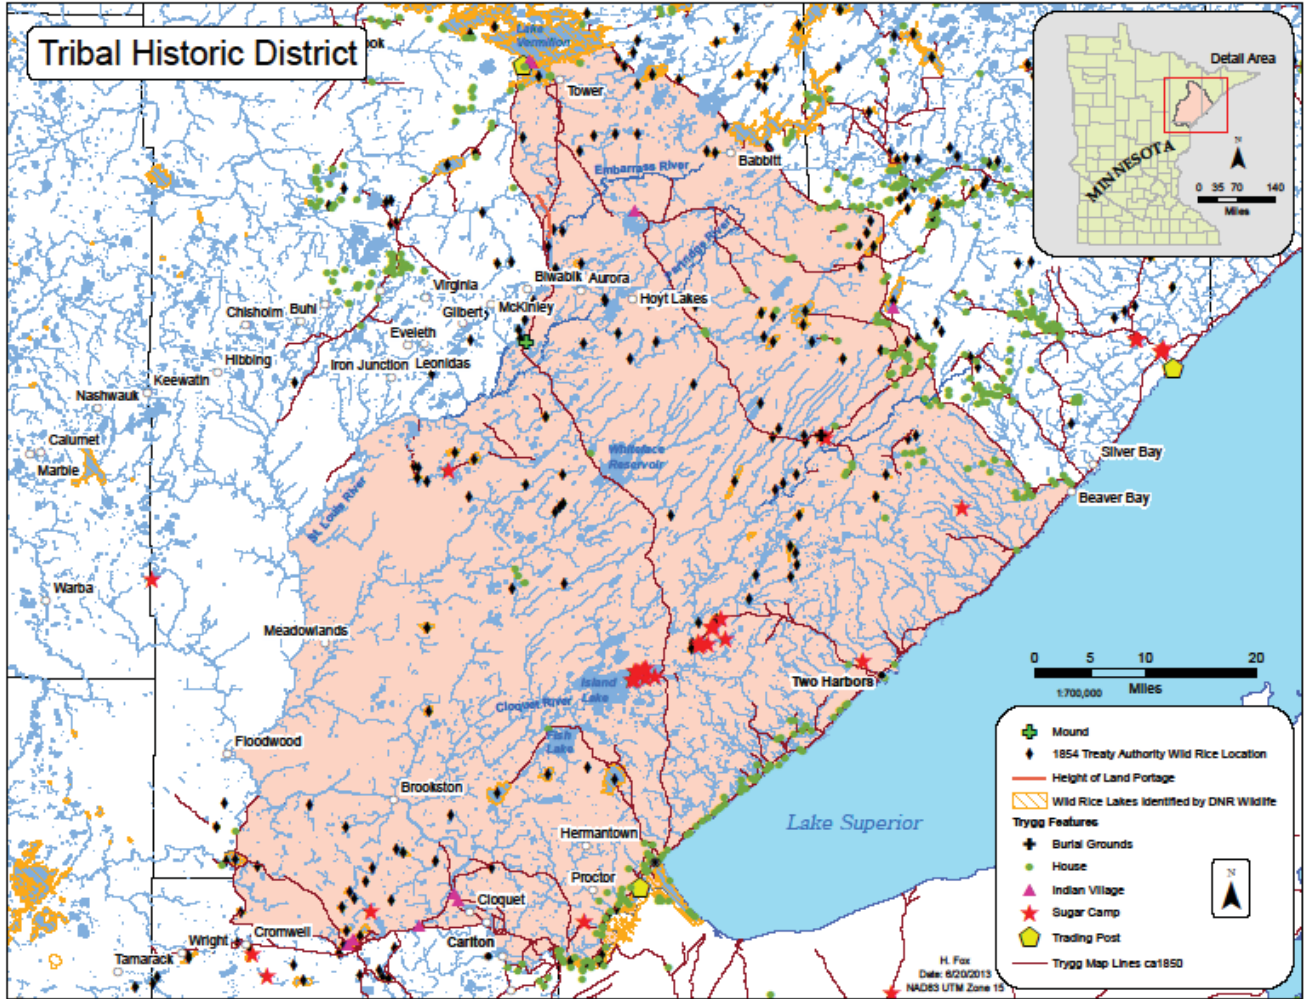 Tribal Historic District
ook
Lake
Vermilion
Tower
Embarrass River
Babbitt
Partridge River
Biwabik
Aurora
Hoyt Lakes
Virginia
McKinley
Gilbert
Chisholm
Buhl
Eveleth
Hibbing
Iron Junction
Leonidas
Keewatin
Nashwauk
Calumet
Marble
Whiteface
Reservoir
St. Louis River
Silver Bay
Beaver Bay
Warba
Meadowlands
Island
Lake
Cloquet River
Two Harbors
Fish
Lake
Floodwood
Brookston
Hermantown
Proctor
Cloquet
Carlton
Cromwell
Wright
Tamarack
Lake Superior
Detail Area
MINNESOTA
N
0 35 70 140
Miles
0 5 10 20
1:700,000 Miles
Mound
1854 Treaty Authority Wild Rice Location
Height of Land Portage
Wild Rice Lakes Identified by DNR Wildlife
Trygg Features
Burial Grounds
House
Indian Village
Sugar Camp
Trading Post
Trygg Map Lines ca1850
N
H. Fox
Date: 6/20/2013
NAD83 UTM Zone 15